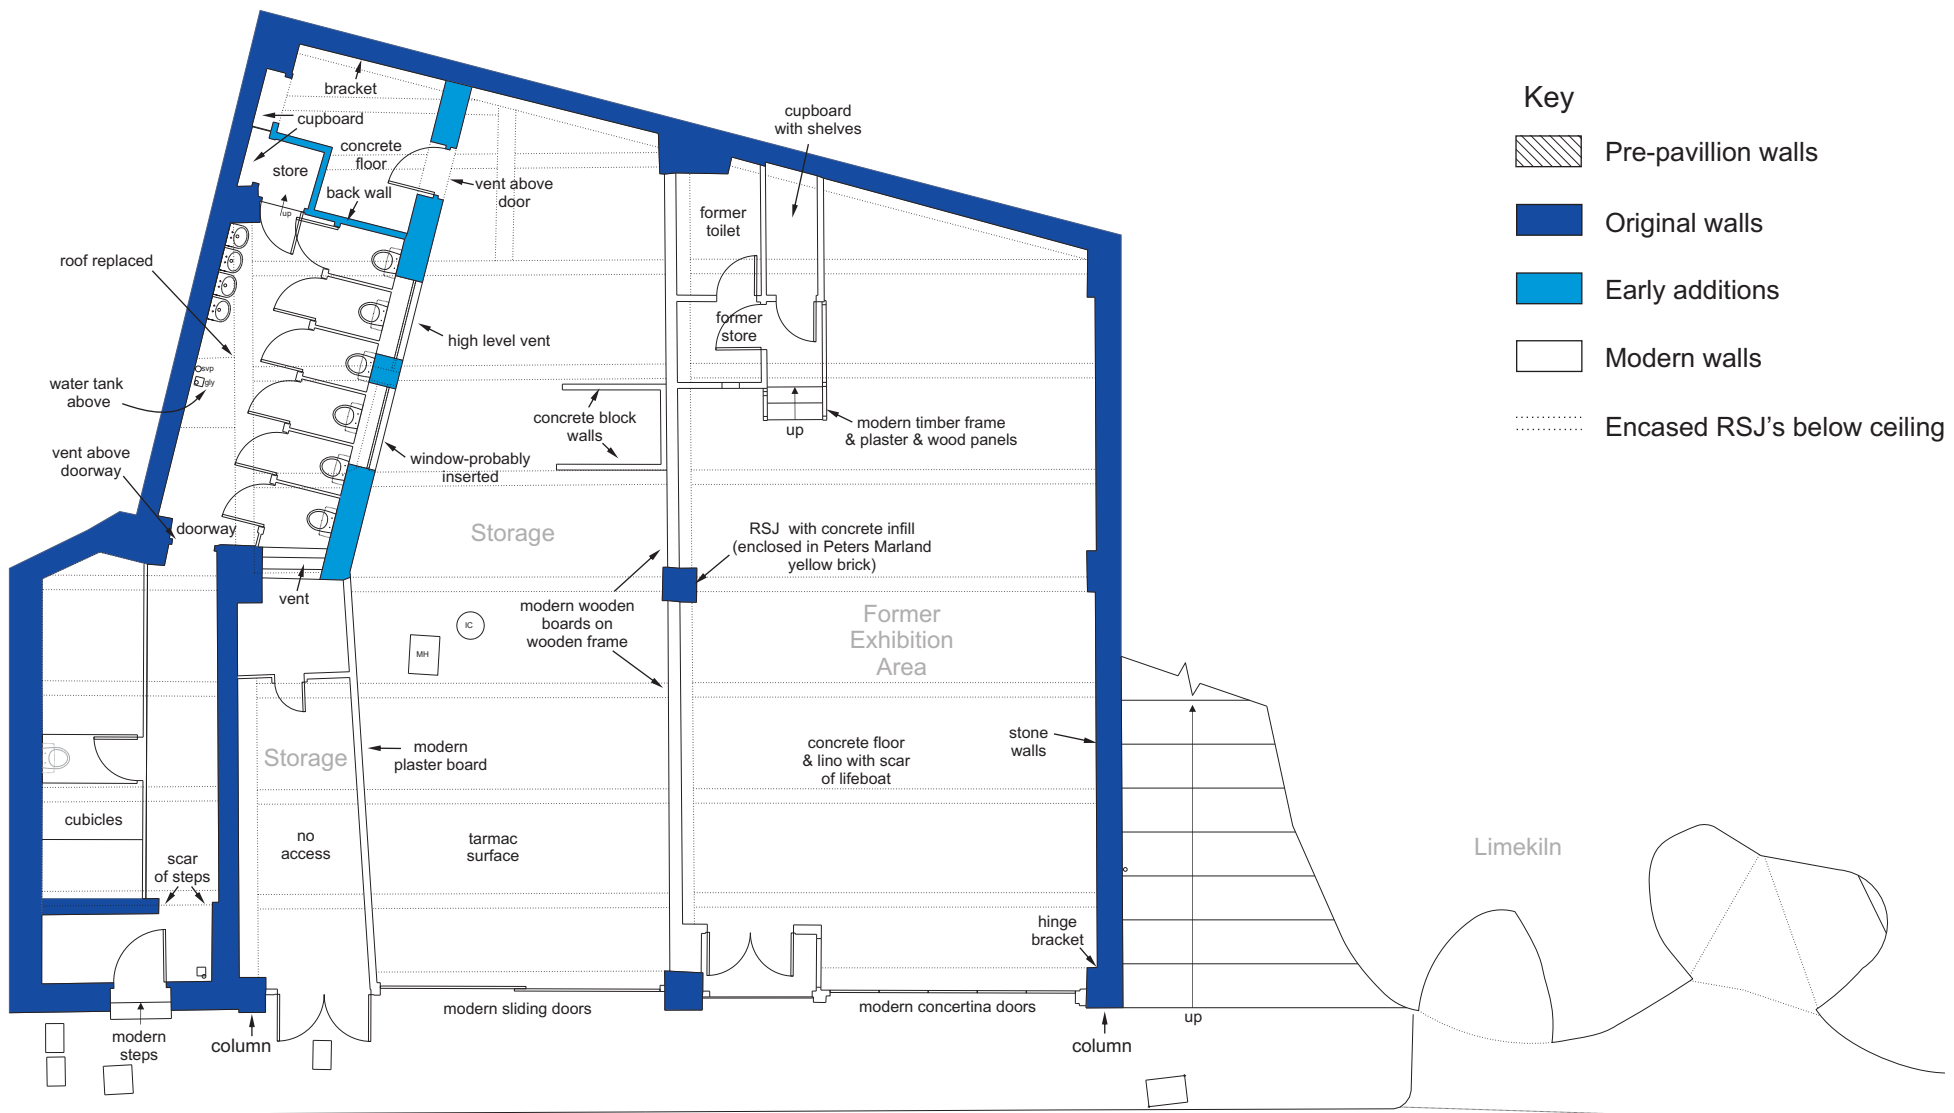 bracket
cupboard
concrete
floor
store
back wall
up
vent above
door
cupboard
with shelves
former
toilet
former
store
roof replaced
high level vent
water tank
above
svp
gly
concrete block
walls
up
modern timber frame
& plaster & wood panels
vent above
doorway
window-probably
inserted
doorway
Storage
RSJ with concrete infill
(enclosed in Peters Marland
yellow brick)
vent
modern wooden
boards on
wooden frame
IC
MH
Former
Exhibition
Area
Storage
modern
plaster board
concrete floor
& lino with scar
of lifeboat
stone
walls
cubicles
no
access
tarmac
surface
scar
of steps
hinge
bracket
Limekiln
modern sliding doors
modern concertina doors
up
modern
steps
column
column
Key
Pre-pavillion walls
Original walls
Early additions
Modern walls
Encased RSJ's below ceiling